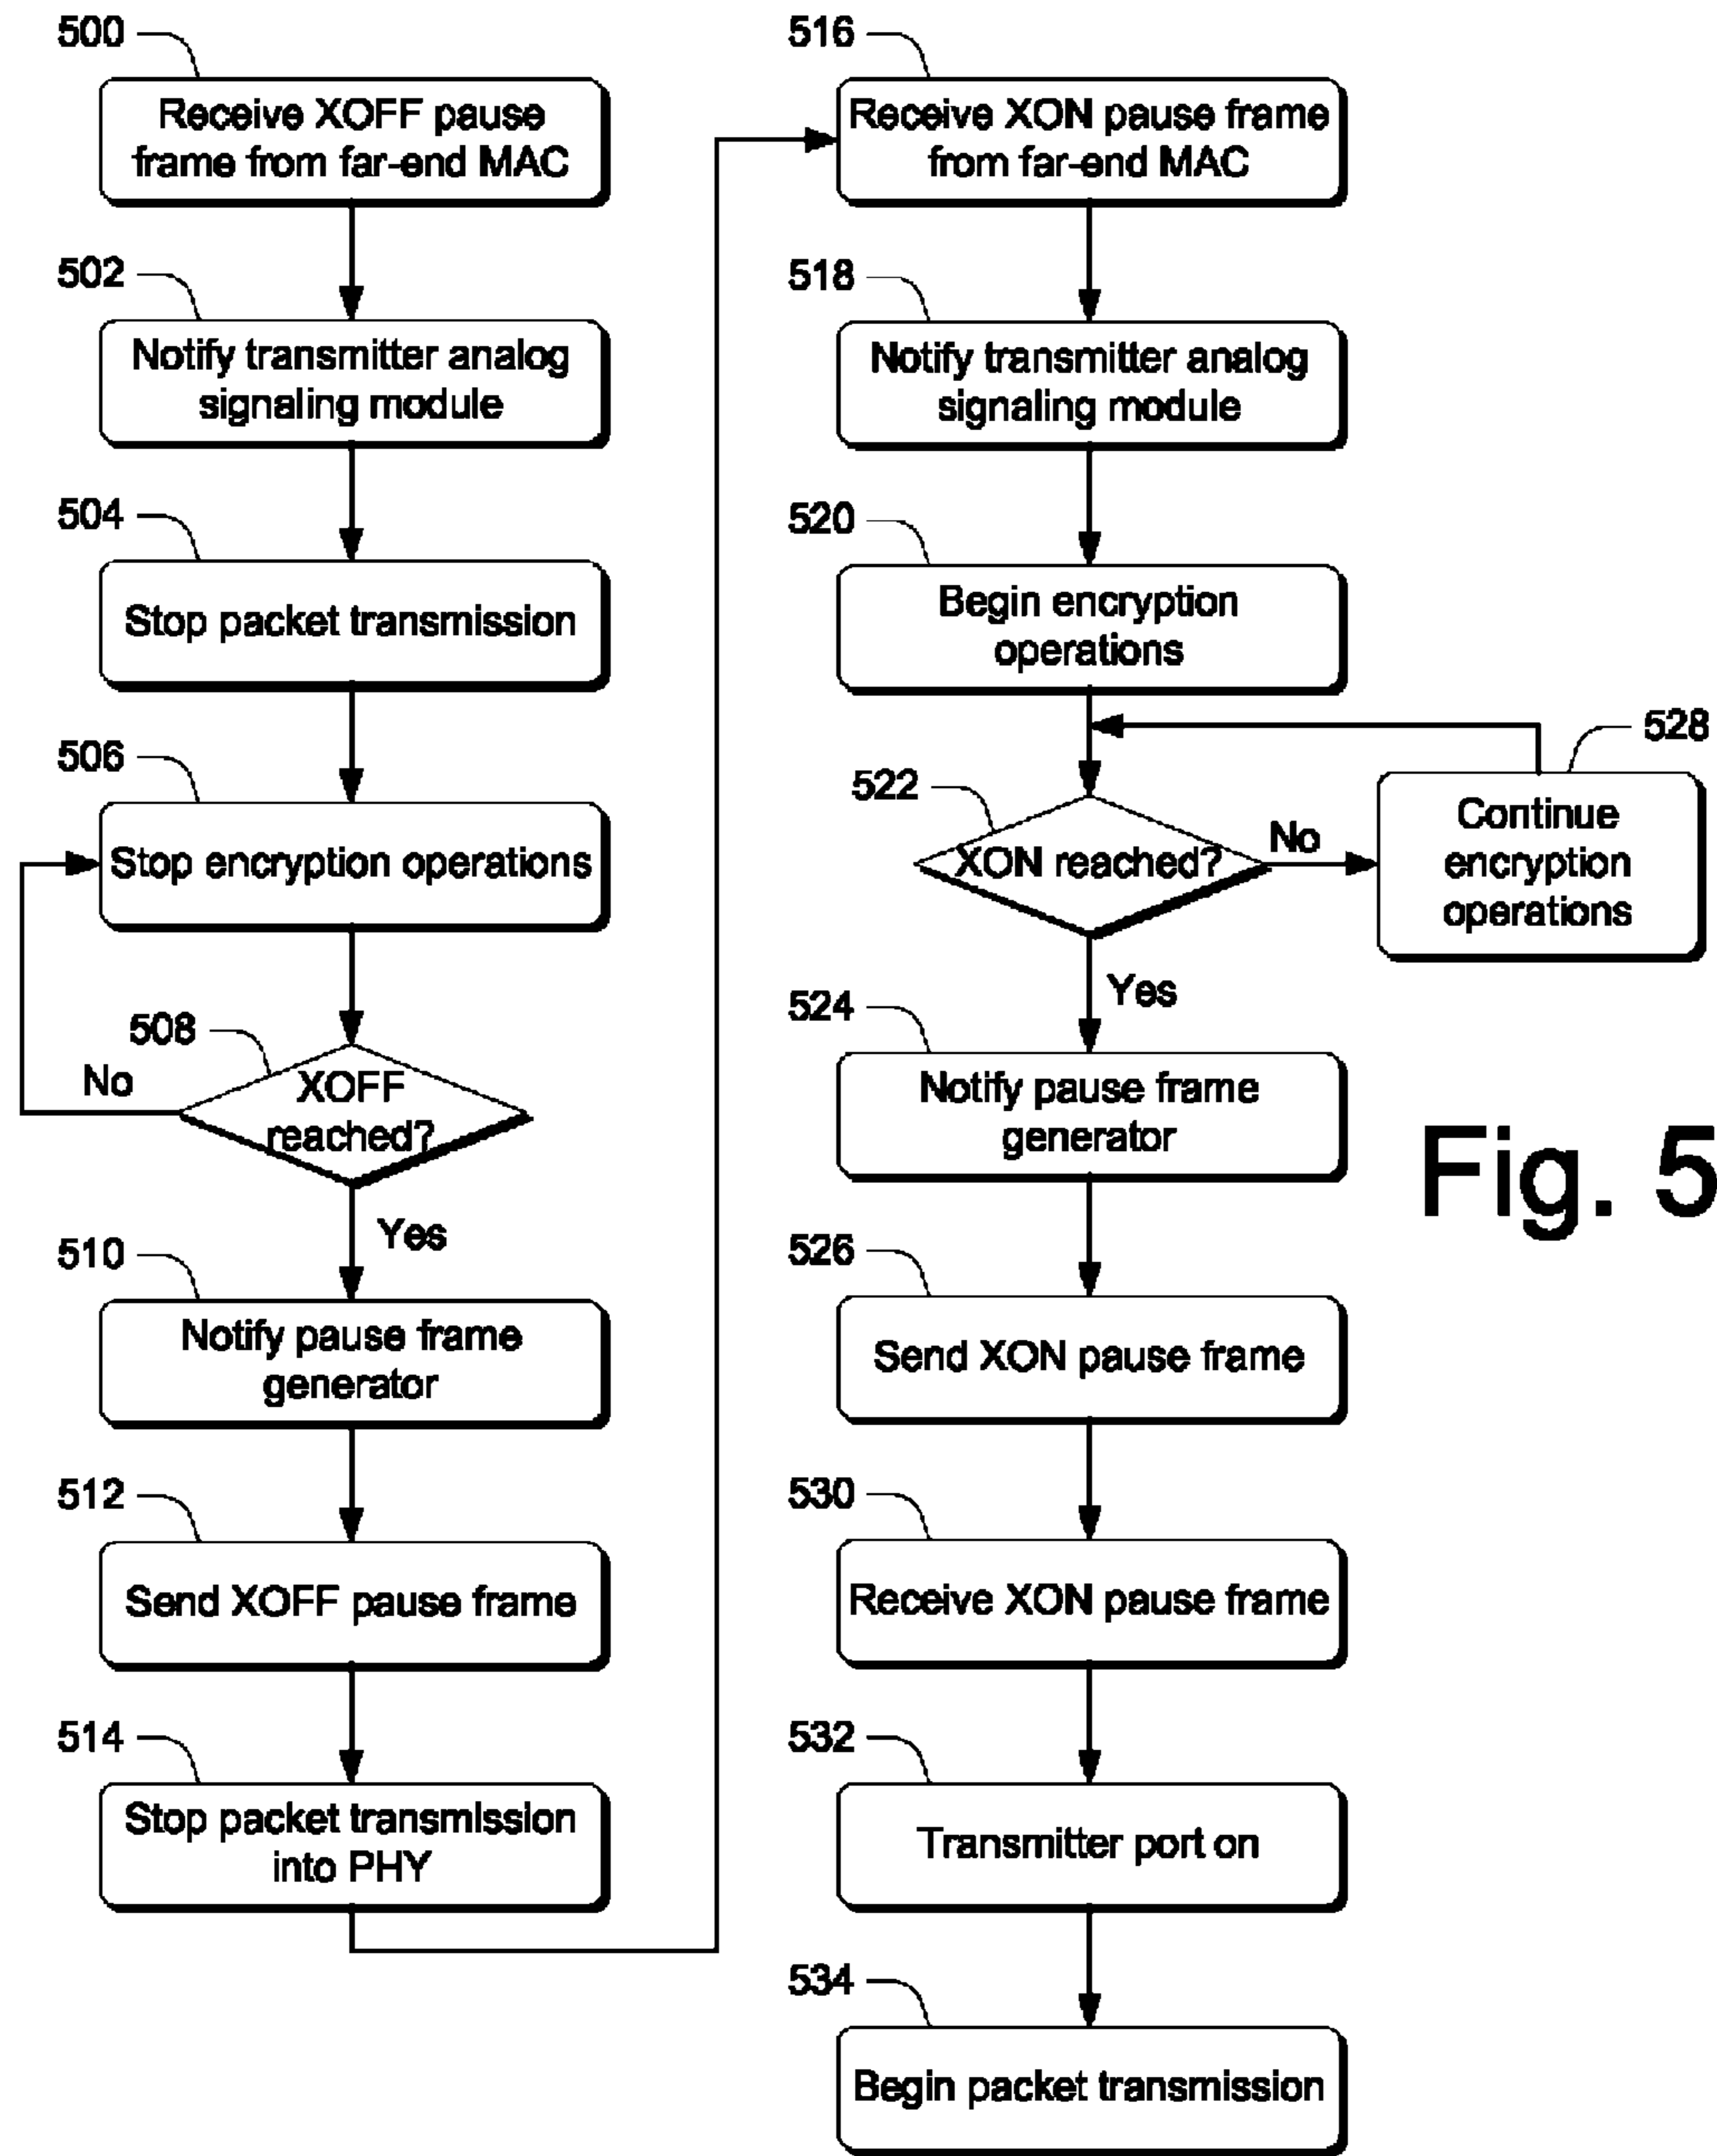 500
Receive XOFF pause
frame from far-end MAC
502
Notify transmitter analog
signaling module
504
Stop packet transmission
506
Stop encryption operations
508
No
XOFF
reached?
Yes
510
Notify pause frame
generator
512
Send XOFF pause frame
514
Stop packet transmission
into PHY
516
Receive XON pause frame
from far-end MAC
518
Notify transmitter analog
signaling module
520
Begin encryption
operations
522
XON reached?
No
528
Continue
encryption
operations
Yes
524
Notify pause frame
generator
526
Send XON pause frame
530
Receive XON pause frame
532
Transmitter port on
534
Begin packet transmission
Fig. 5